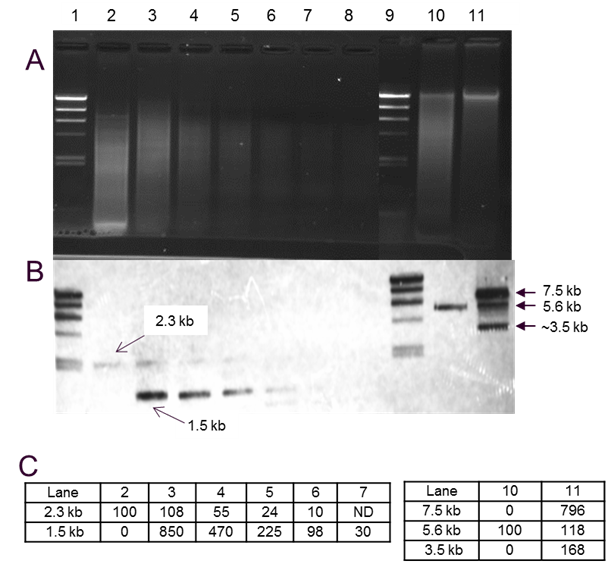 1 2 3 4 5 6 7 8 9 10 11
A
B
7.5 kb
5.6 kb
~3.5 kb
2.3 kb
1.5 kb
C
Lane 2 3 4 5 6 7
2.3 kb 100 108 55 24 10 ND
1.5 kb 0 850 470 225 98 30
Lane 10 11
7.5 kb 0 796
5.6 kb 100 118
3.5 kb 0 168